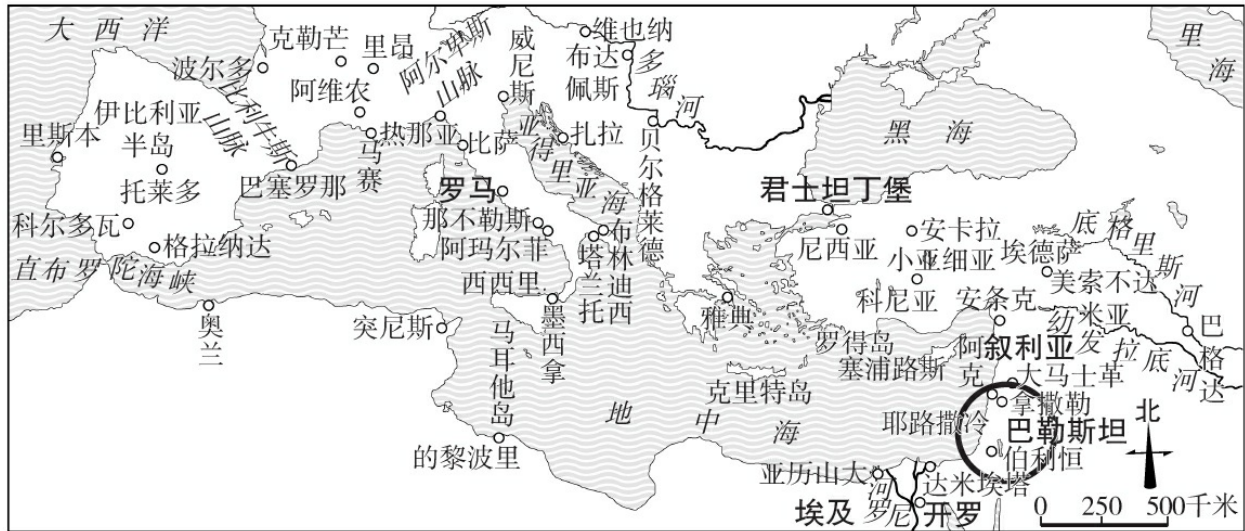 大西洋
克勒芒
里昂
阿尔卑斯
山脉
威尼斯
维也纳
布达
佩斯
多瑙河
里海
波尔多
阿维农
比利牛斯
山脉
伊比利亚
半岛
里斯本
托莱多
巴塞罗那
马赛
热那亚
比萨
亚得里亚海
扎拉
贝尔格莱德
黑海
罗马
君士坦丁堡
科尔多瓦
格拉纳达
那不勒斯
阿玛尔菲
塔兰托
布林迪西
尼西亚
安卡拉
小亚细亚
埃德萨
底格里斯河
直布罗陀海峡
西西里
科尼亚
美索不达
米亚
安条克
幼发拉底河
巴格达
奥兰
突尼斯
马耳他岛
墨西拿
雅典
罗得岛
塞浦路斯
阿克
叙利亚
大马士革
克里特岛
拿撒勒
地中海
耶路撒冷
巴勒斯坦
伯利恒
北
的黎波里
亚历山大
达米埃塔
埃及
尼罗河
开罗
0 250 500千米